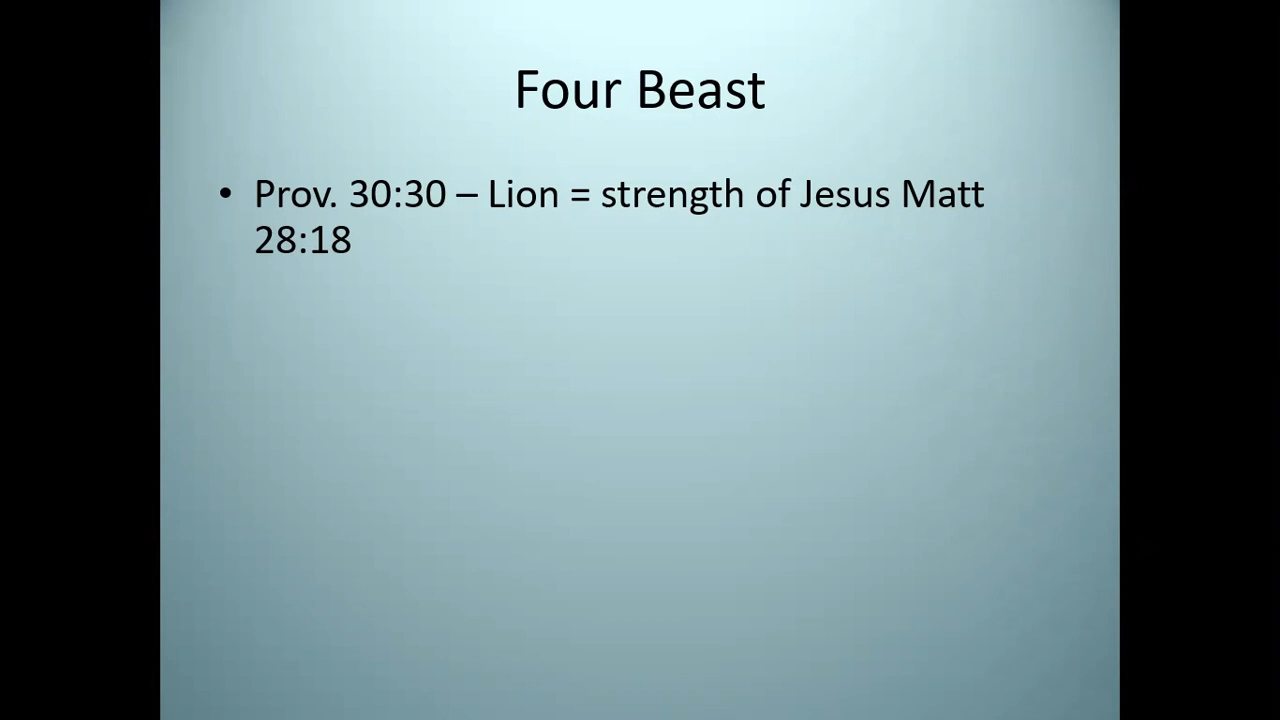 Four Beast
• Prov. 30:30 – Lion = strength of Jesus Matt
28:18